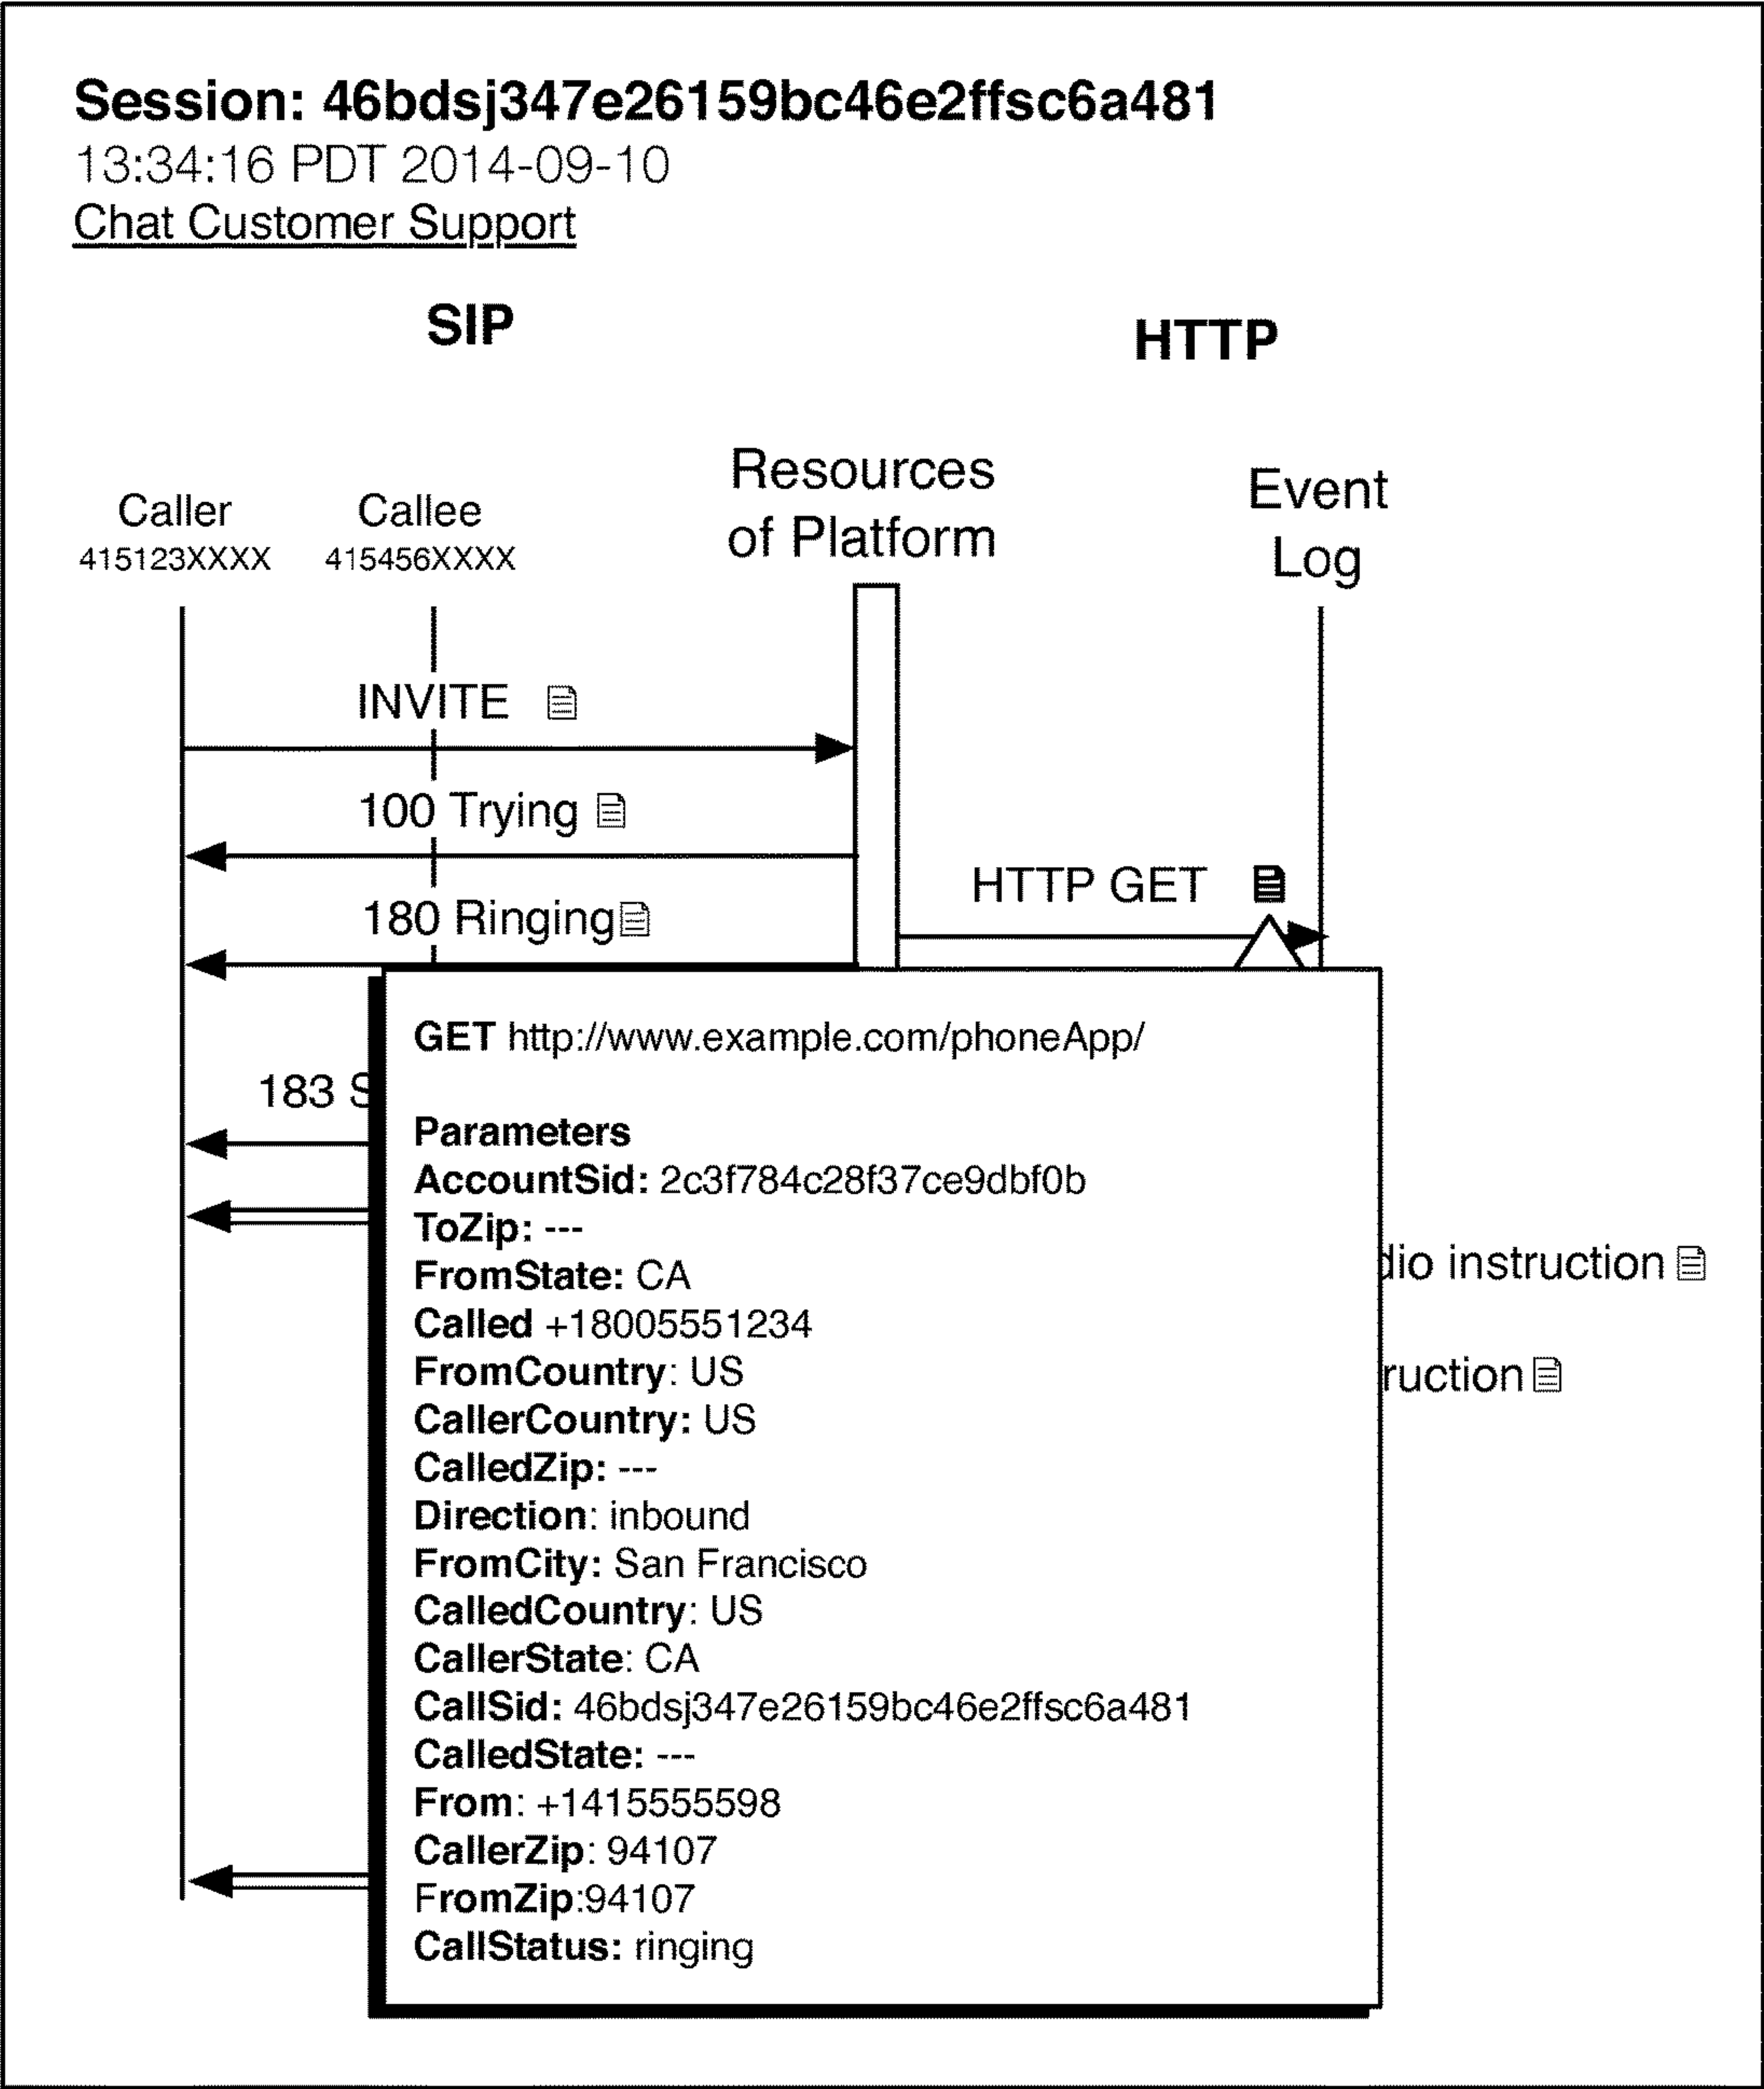 Session: 46bdsj347e26159bc46e2ffsc6a481
13:34:16 PDT 2014-09-10
Chat Customer Support
SIP
HTTP
Resources
of Platform
Event
Log
Caller
415123XXXX
Callee
415456XXXX
INVITE
100 Trying
HTTP GET
180 Ringing
183
GET http://www.example.com/phoneApp/
Parameters
AccountSid: 2c3f784c28f37ce9dbf0b
ToZip: ---
FromState: CA
Called +18005551234
FromCountry: US
CallerCountry: US
CalledZip: ---
Direction: inbound
FromCity: San Francisco
CalledCountry: US
CallerState: CA
CallSid: 46bdsj347e26159bc46e2ffsc6a481
CalledState: ---
From: +1415555598
CallerZip: 94107
FromZip:94107
CallStatus: ringing
instruction